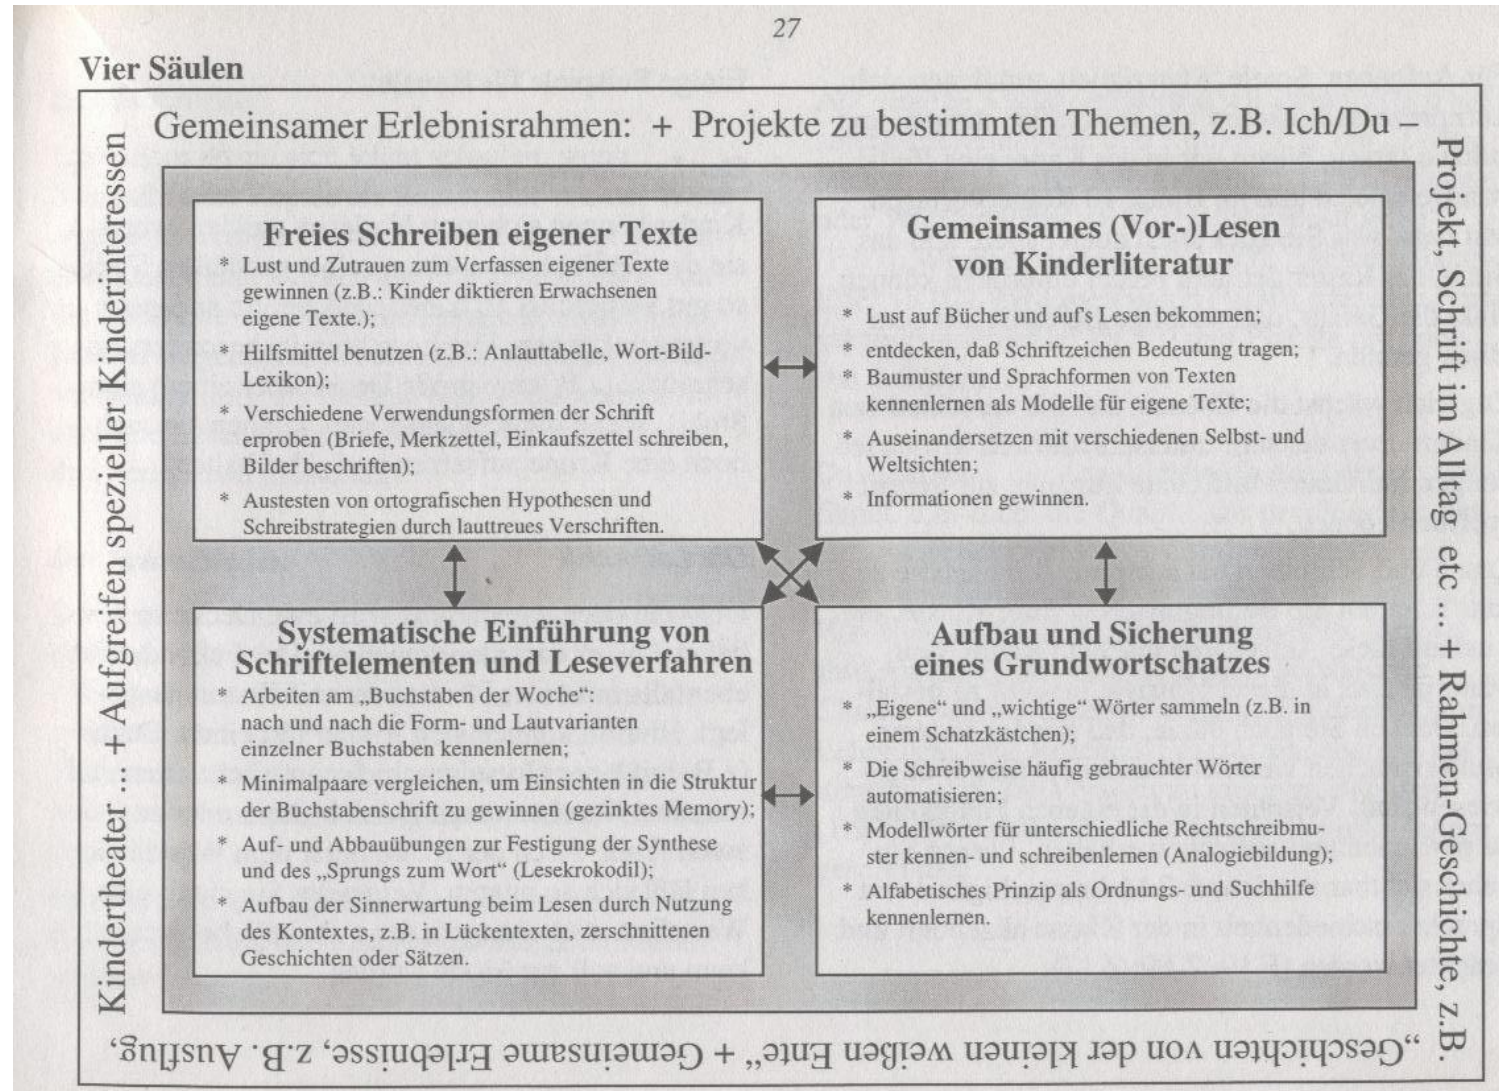 27
Vier Säulen
Gemeinsamer Erlebnisrahmen: + Projekte zu bestimmten Themen, z.B. Ich/Du –
Projekt, Schrift im Alltag etc ... + Rahmen-Geschichte, z.B.
„Geschichten von der kleinen weißen Ente“ + Gemeinsame Erlebnisse, z.B. Ausflug,
Kindertheater ... + Aufgreifen spezieller Kinderinteressen
Freies Schreiben eigener Texte
* Lust und Zutrauen zum Verfassen eigener Texte
gewinnen (z.B.: Kinder diktieren Erwachsenen
eigene Texte.);
* Hilfsmittel benutzen (z.B.: Anlauttabelle, Wort-Bild-
Lexikon);
* Verschiedene Verwendungsformen der Schrift
erproben (Briefe, Merkzettel, Einkaufszettel schreiben,
Bilder beschriften);
* Austesten von ortografischen Hypothesen und
Schreibstrategien durch lauttreues Verschriften.
Gemeinsames (Vor-)Lesen
von Kinderliteratur
* Lust auf Bücher und auf's Lesen bekommen;
* entdecken, daß Schriftzeichen Bedeutung tragen;
* Baumuster und Sprachformen von Texten
kennenlernen als Modelle für eigene Texte;
* Auseinandersetzen mit verschiedenen Selbst- und
Weltsichten;
* Informationen gewinnen.
Systematische Einführung von
Schriftelementen und Leseverfahren
* Arbeiten am „Buchstaben der Woche“:
nach und nach die Form- und Lautvarianten
einzelner Buchstaben kennenlernen;
* Minimalpaare vergleichen, um Einsichten in die Struktur
der Buchstabenschrift zu gewinnen (gezinktes Memory);
* Auf- und Abbauübungen zur Festigung der Synthese
und des „Sprungs zum Wort“ (Lesekrokodil);
* Aufbau der Sinnerwartung beim Lesen durch Nutzung
des Kontextes, z.B. in Lückentexten, zerschnittenen
Geschichten oder Sätzen.
Aufbau und Sicherung
eines Grundwortschatzes
* „Eigene“ und „wichtige“ Wörter sammeln (z.B. in
einem Schatzkästchen);
* Die Schreibweise häufig gebrauchter Wörter
automatisieren;
* Modellwörter für unterschiedliche Rechtschreibmu-
ster kennen- und schreibenlernen (Analogiebildung);
* Alfabetisches Prinzip als Ordnungs- und Suchhilfe
kennenlernen.